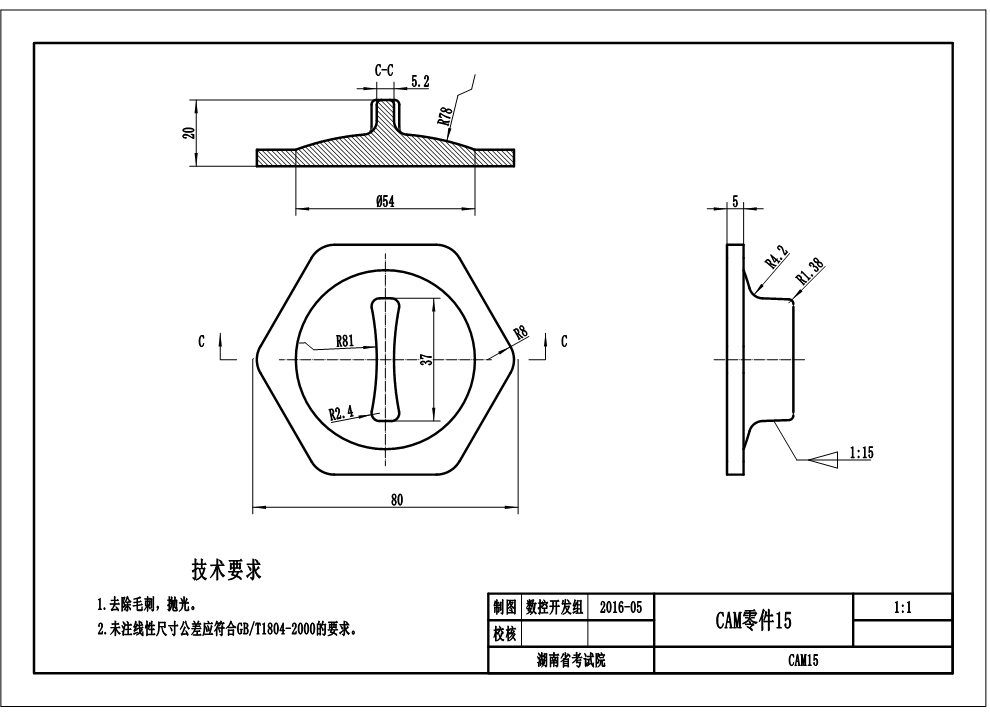 C-C
5.2
R78
20
Ø54
5
R4.2
R1.38
C
R81
37
R8
C
R2.4
1:15
80
技术要求
1.去除毛刺，抛光。
2.未注线性尺寸公差应符合GB/T1804-2000的要求。
制图 数控开发组 2016-05 CAM零件15 1:1
校核
湖南省考试院 CAM15